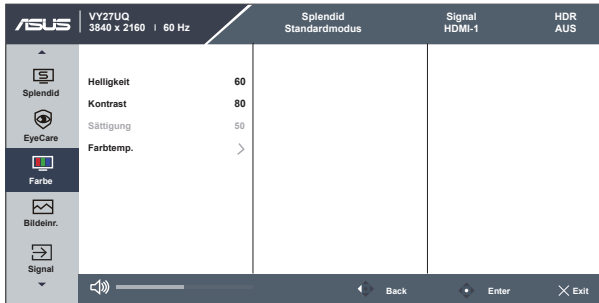 ASUS
VY27UQ
3840 x 2160 | 60 Hz
Splendid
Standardmodus
Signal
HDMI-1
HDR
AUS
S
Splendid
EyeCare
Farbe
Bildeinr.
Signal
Helligkeit 60
Kontrast 80
Sättigung 50
Farbtemp.
Back
Enter
Exit